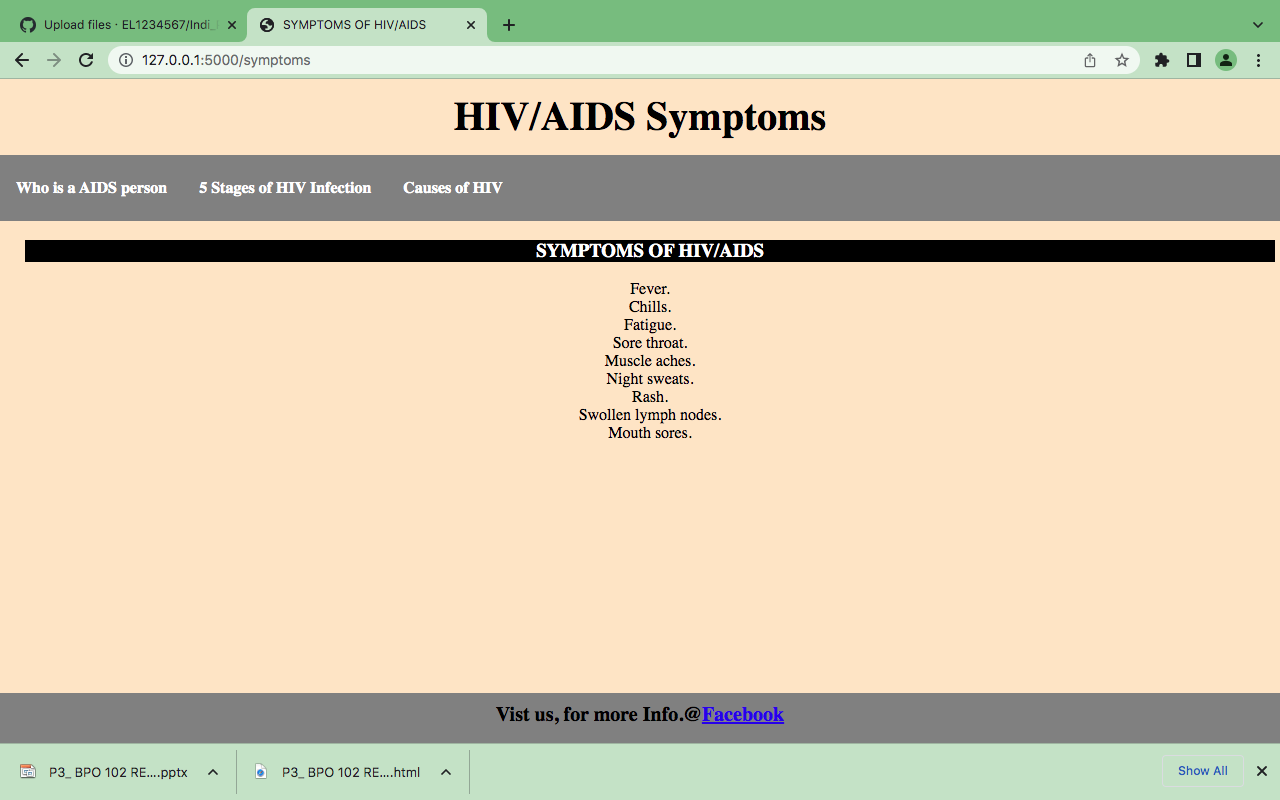 Upload files · EL1234567/Indi_
SYMPTOMS OF HIV/AIDS
127.0.0.1:5000/symptoms
HIV/AIDS Symptoms
Who is a AIDS person
5 Stages of HIV Infection
Causes of HIV
SYMPTOMS OF HIV/AIDS
Fever.
Chills.
Fatigue.
Sore throat.
Muscle aches.
Night sweats.
Rash.
Swollen lymph nodes.
Mouth sores.
Vist us, for more Info.@Facebook
P3_ BPO 102 RE....pptx
P3_ BPO 102 RE....html
Show All